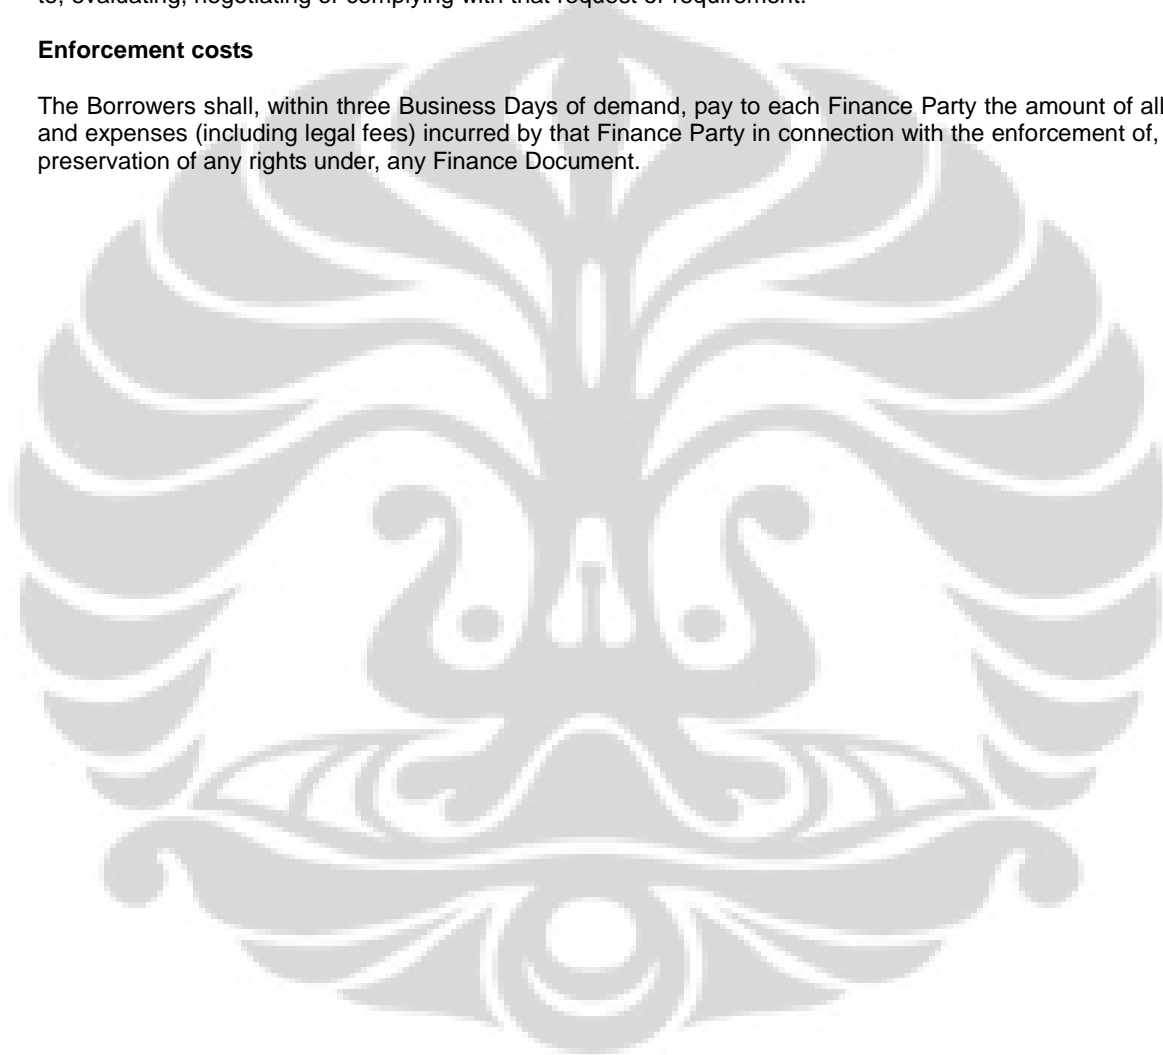 to, evaluating, negotiating or complying with that request or requirement.
Enforcement costs
The Borrowers shall, within three Business Days of demand, pay to each Finance Party the amount of all
and expenses (including legal fees) incurred by that Finance Party in connection with the enforcement of,
preservation of any rights under, any Finance Document.